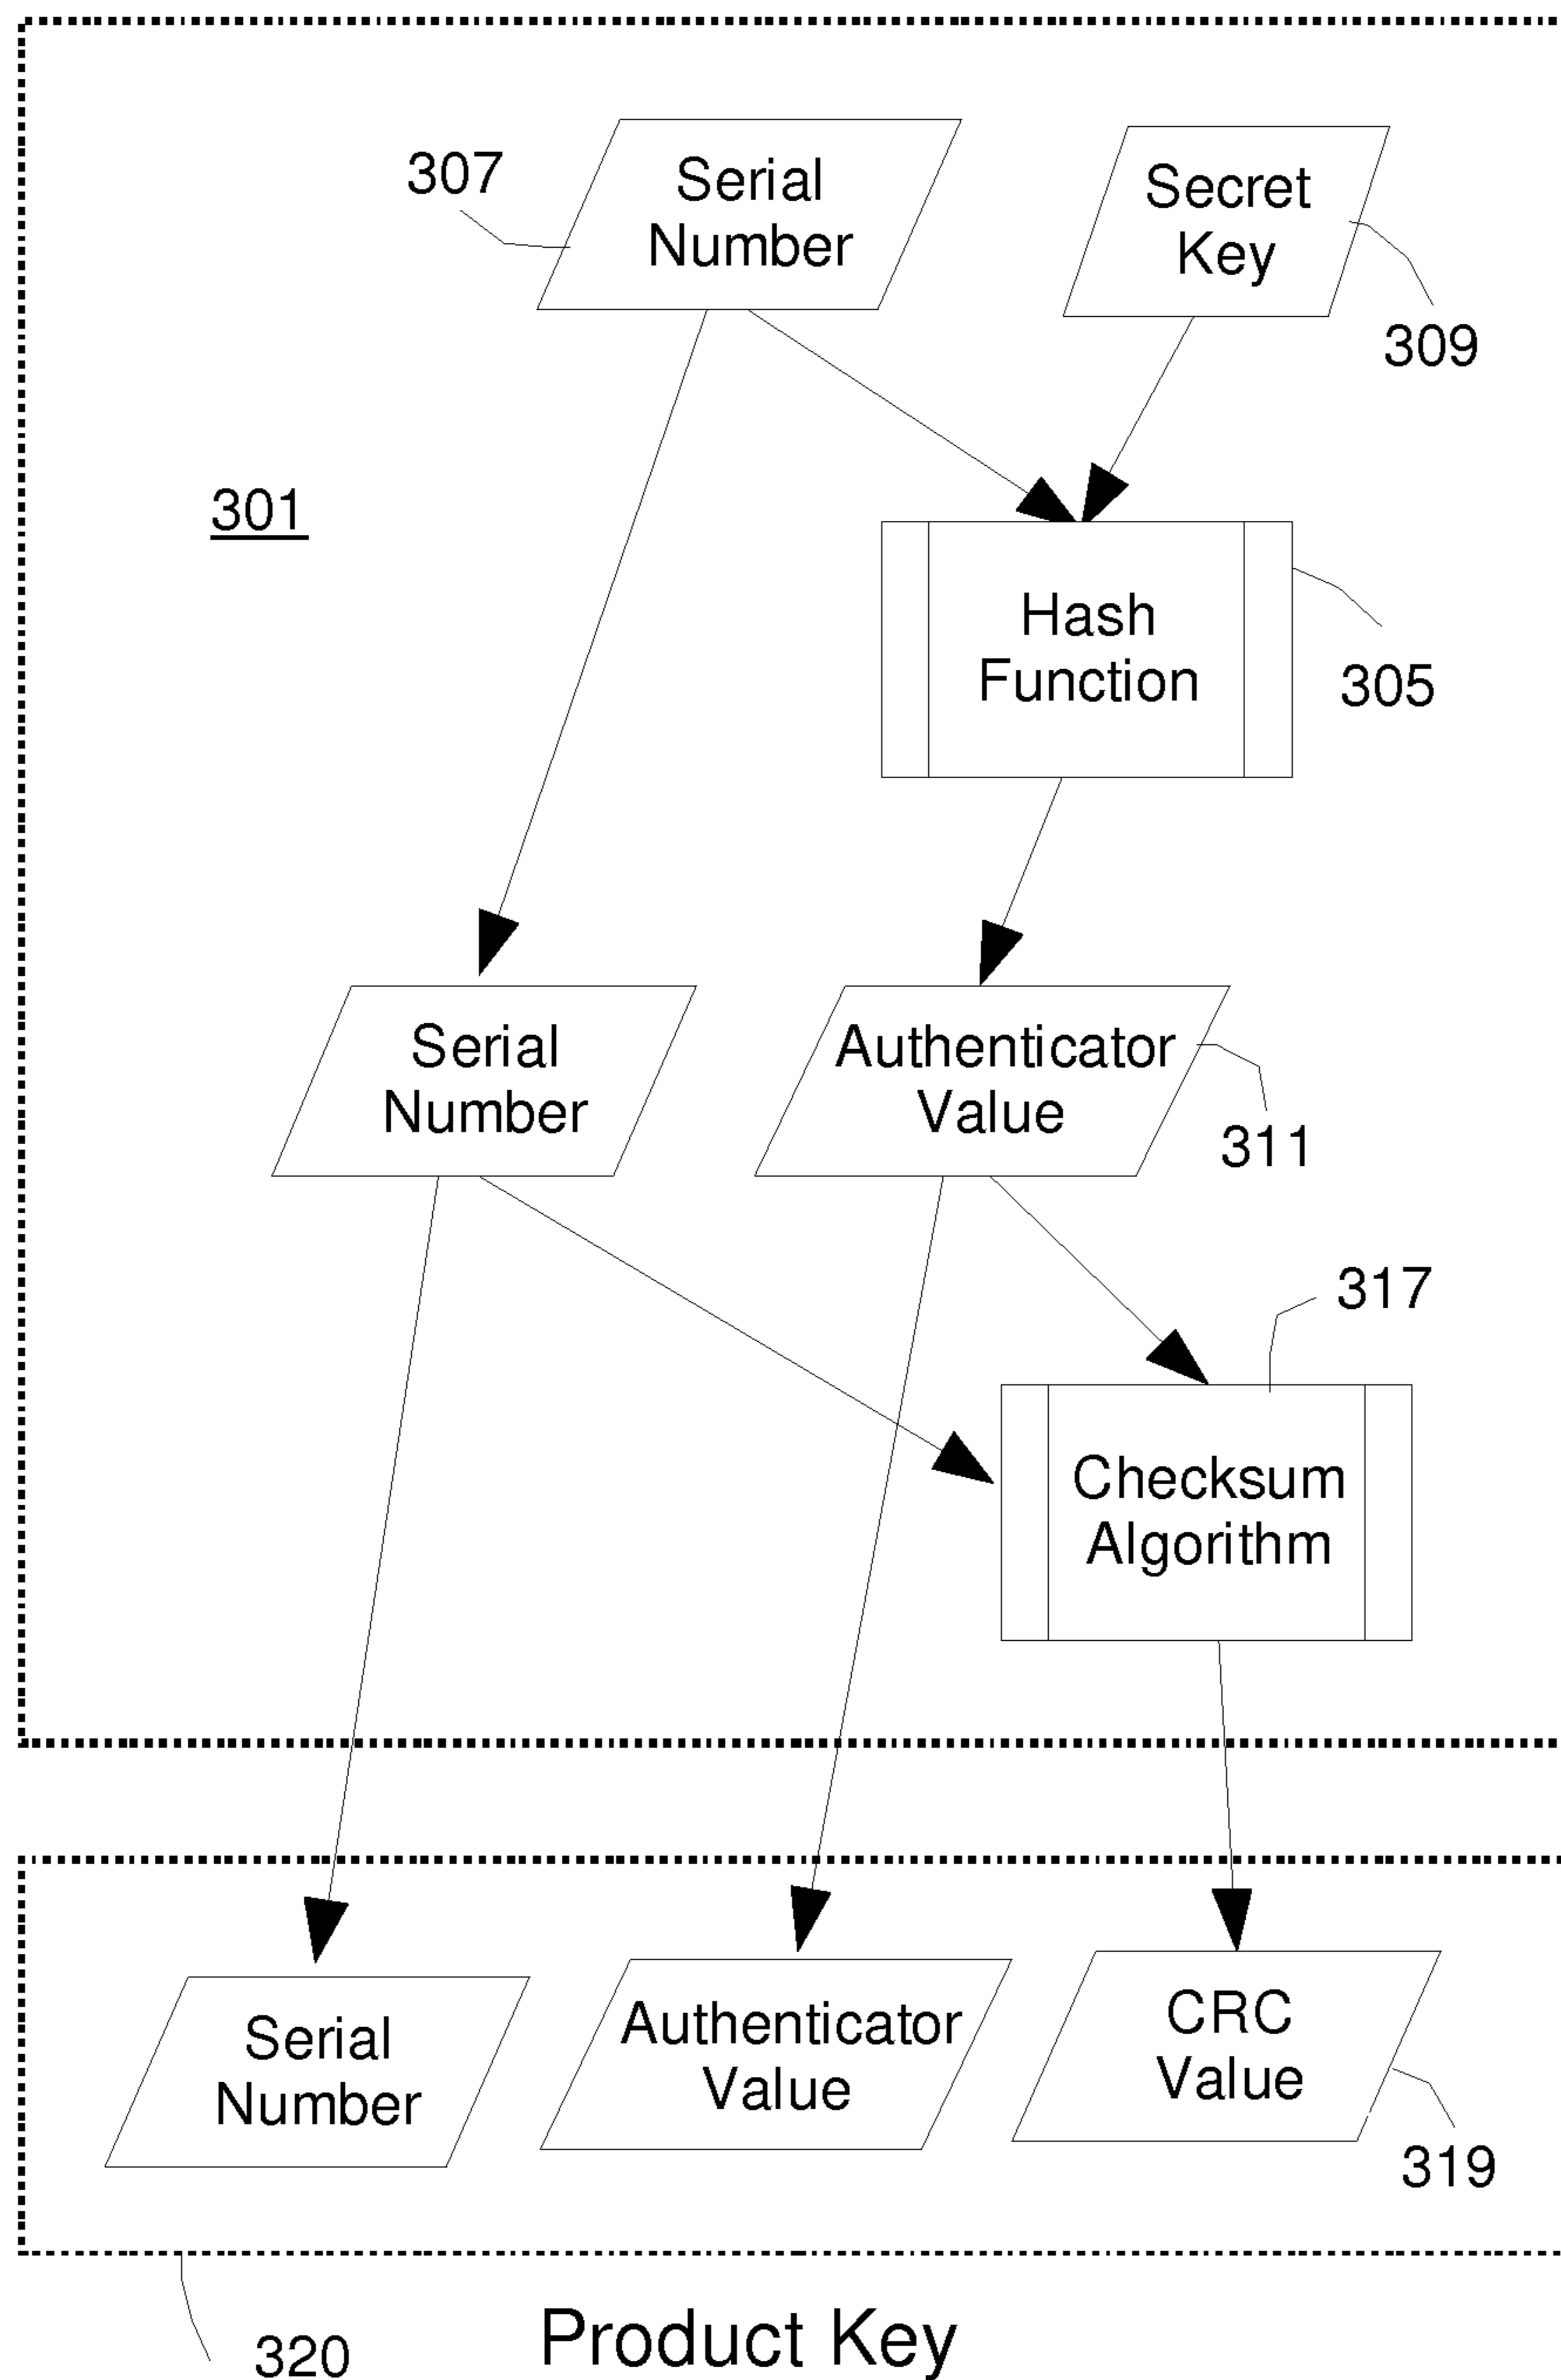 307
Serial
Number
Secret
Key
309
301
Hash
Function
305
Serial
Number
Authenticator
Value
311
317
Checksum
Algorithm
Serial
Number
Authenticator
Value
CRC
Value
319
320
Product Key